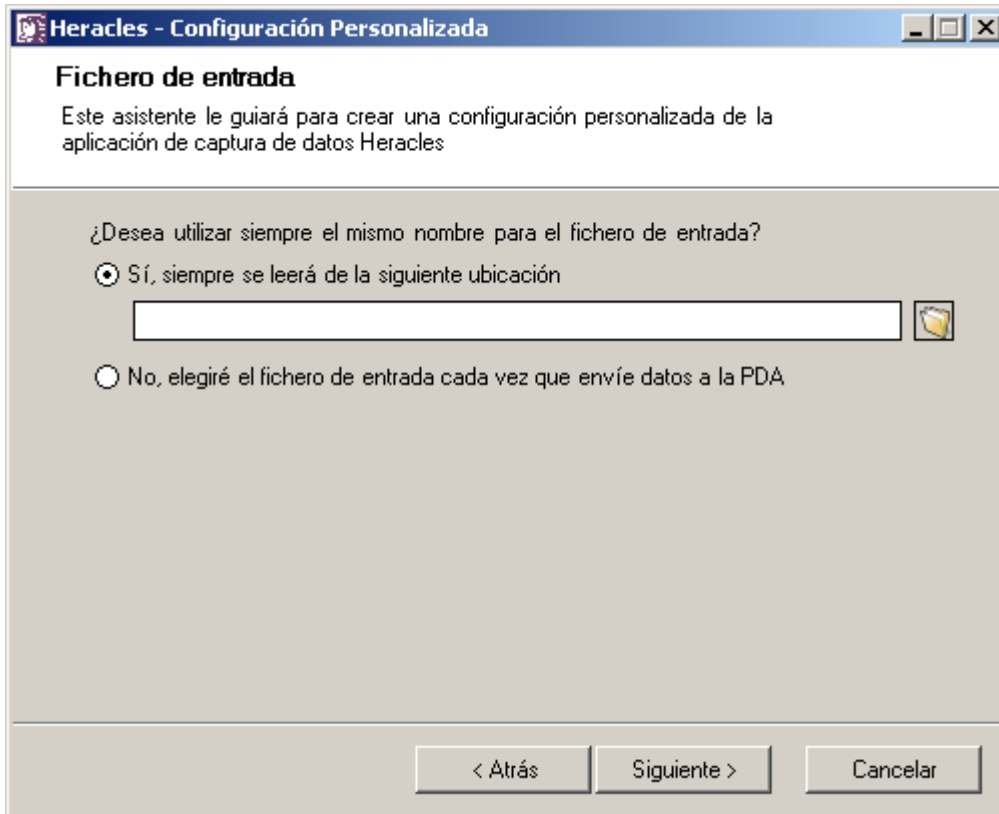 Heracles - Configuración Personalizada
Fichero de entrada
Este asistente le guiará para crear una configuración personalizada de la
aplicación de captura de datos Heracles
¿Desea utilizar siempre el mismo nombre para el fichero de entrada?
Sí, siempre se leerá de la siguiente ubicación
No, elegiré el fichero de entrada cada vez que envíe datos a la PDA
< Atrás
Siguiente >
Cancelar